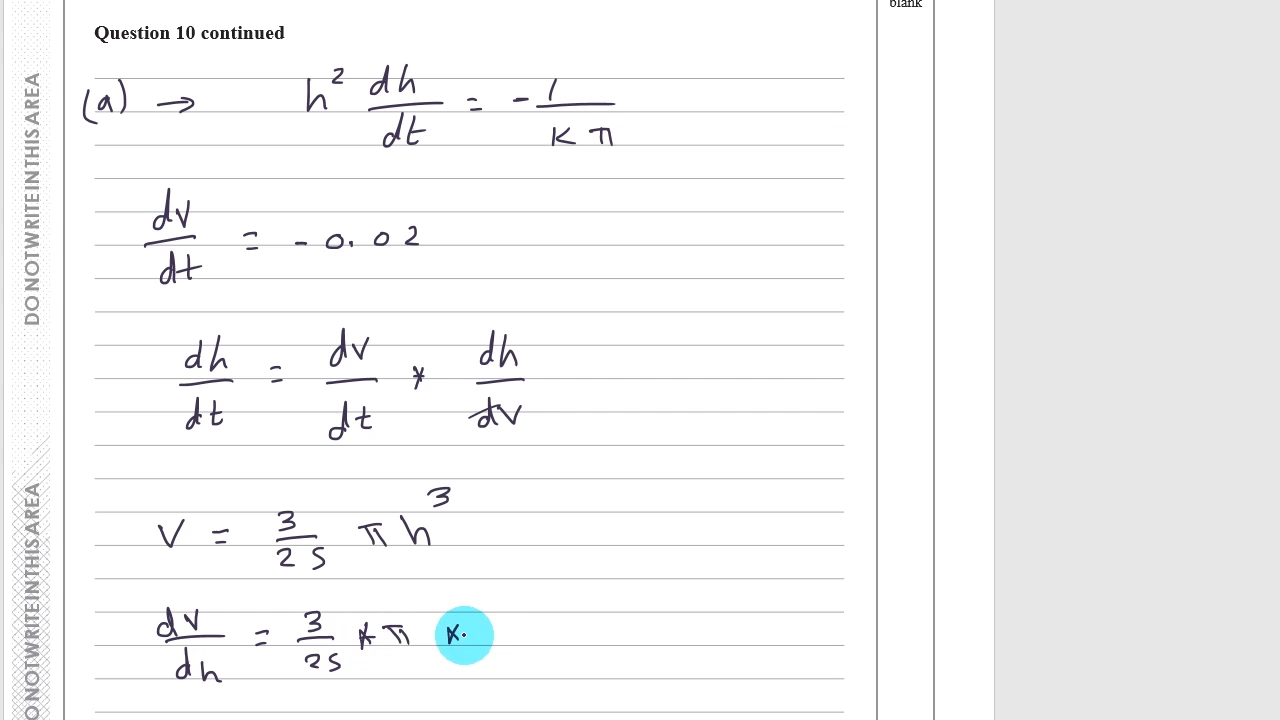 blank
Question 10 continued
(a) → h² dh/dt = - 1/Kπ
dv/dt = - 0.02
dh/dt = dv/dt * dh/dv
V = 3/25 π h³
dv/dh = 3/25 * π *
DO NOT WRITE IN THIS AREA
DO NOT WRITE IN THIS AREA